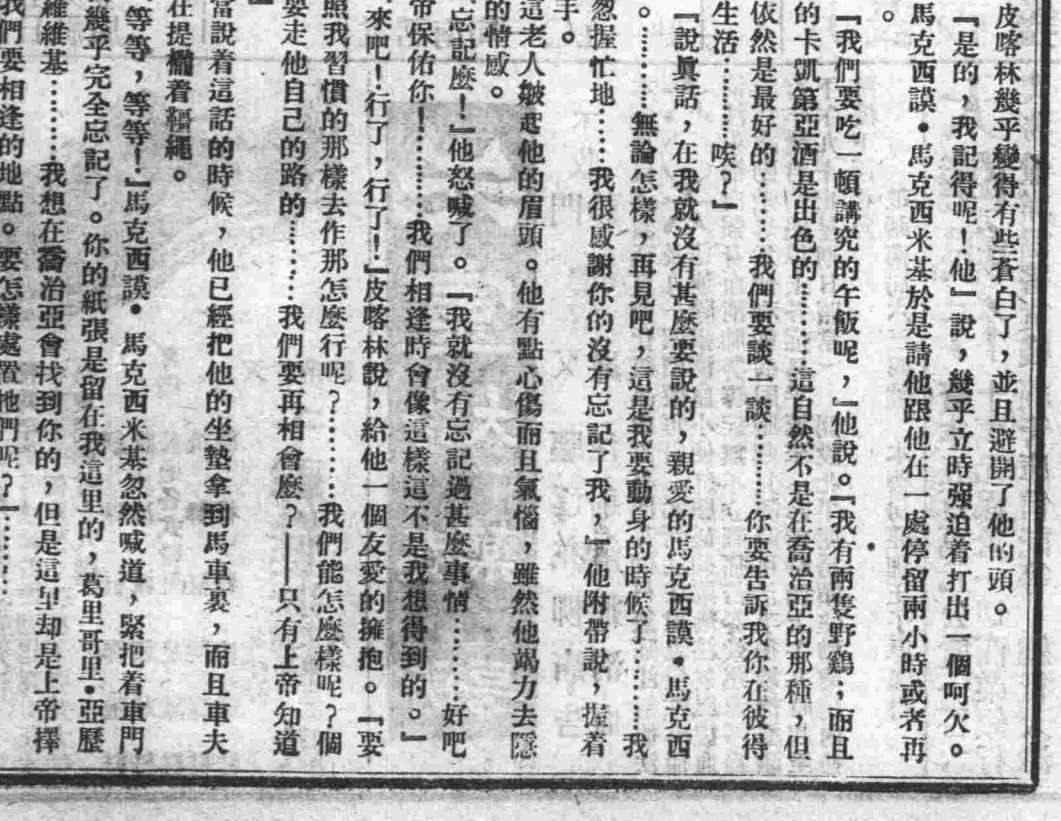 皮喀林幾乎變得有些蒼白了，並且避開了他的頭。
『是的，我記得呢！他』說，幾乎立時强迫着打出一個呵欠。
馬克西謨•馬克西米基於是請他跟他在一處停留兩小時或者再
。
『我們要吃一頓講究的午飯呢，』他說。『我有兩隻野鷄；而且
的卡凱第亞酒是出色的…………這自然不是在喬治亞的那種，但
依然是最好的…………我們要談一談…………你要告訴我你在彼得
生活…………唉？』
『說眞話，在我就沒有甚麼要說的，親愛的馬克西謨•馬克西
。…………無論怎樣，再見吧，這是我要動身的時候了…………我
忽握忙地……我很感謝你的沒有忘記了我，』他附帶說，握着
手。
這老人皺起他的眉頭。他有點心傷而且氣惱，雖然他竭力去隱
的情感。
忘記麼！』他怒喊了。『我就沒有忘記過甚麼事情…………好吧
帝保佑你！…………我們相逢時會像這樣這不是我想得到的。』
來吧！行了，行了！』皮喀林說，給他一個友愛的擁抱。『要
照我習慣的那樣去作那怎麼行呢？…………我們能怎麼樣呢？個
要走他自己的路的………我們要再相會麼？——只有上帝知道
』
當說着這話的時候，他已經把他的坐墊拿到馬車裏，而且車夫
在提着韁繩。
等等，等等！』馬克西謨•馬克西米基忽然喊道，緊把着車門
幾乎完全忘記了。你的紙張是留在我這里的，葛里哥里•亞歷
維維基…………我想在喬治亞會找到你的，但是這里却是上帝擇
我們要相逢的地點。要怎樣處置他們呢？』………